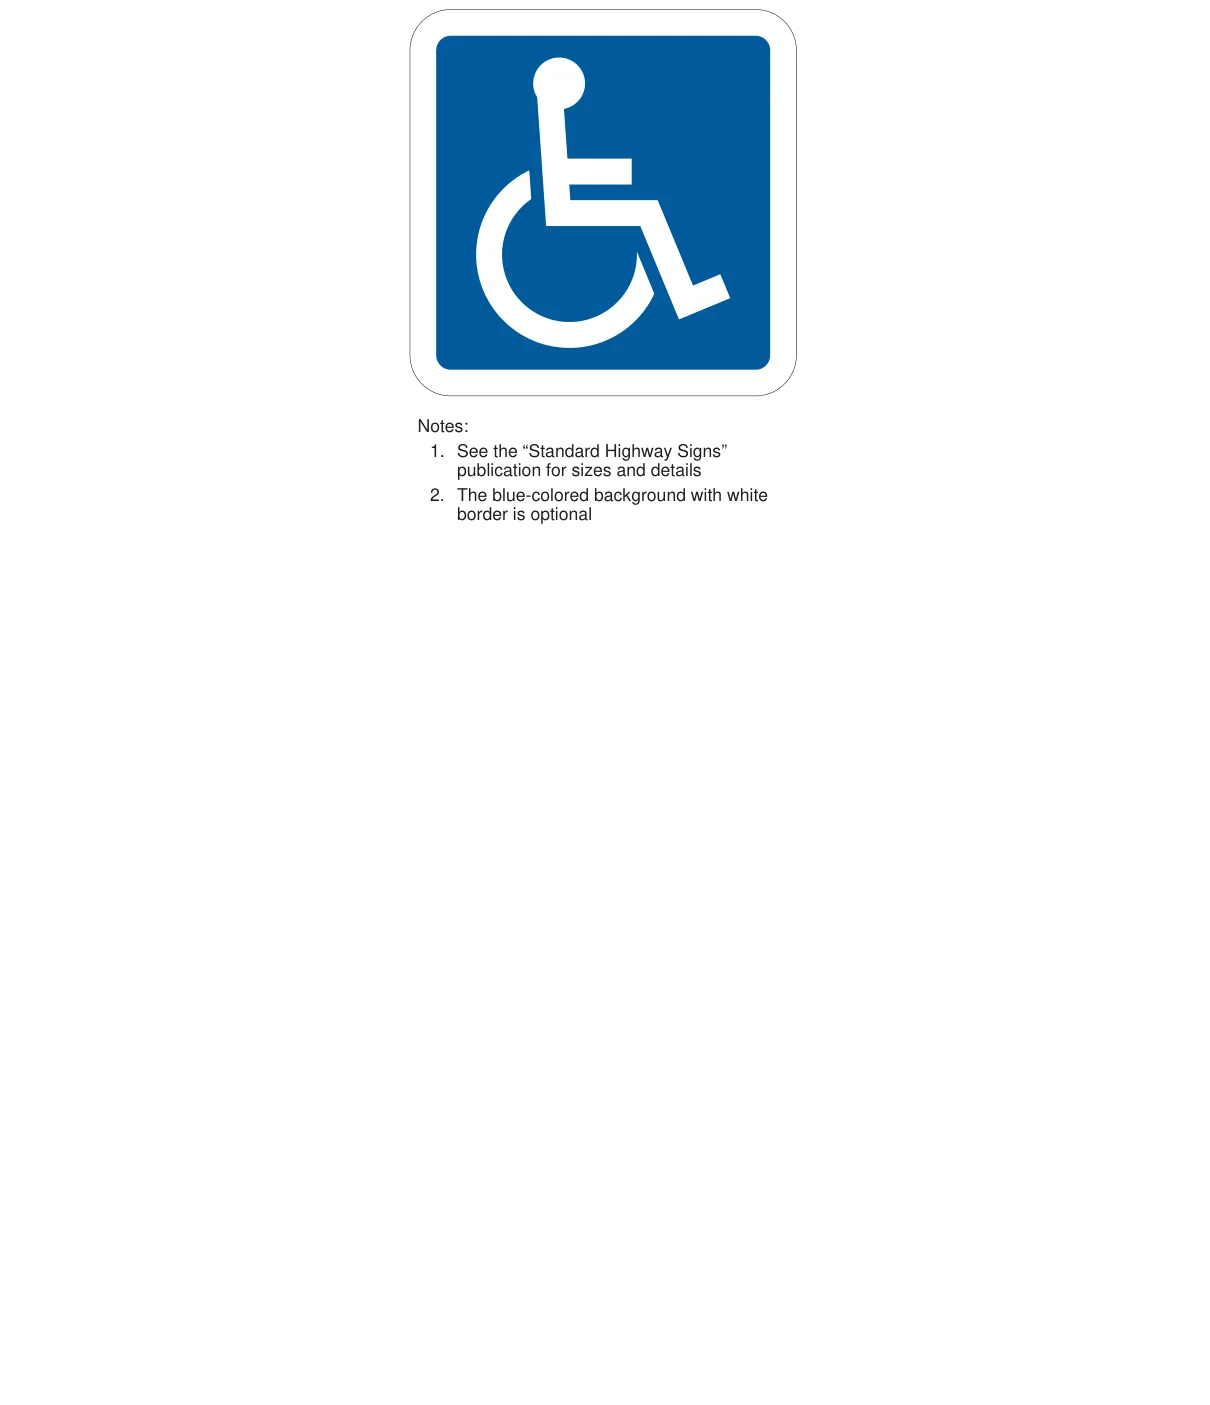 Notes:
1. See the “Standard Highway Signs”
publication for sizes and details
2. The blue-colored background with white
border is optional